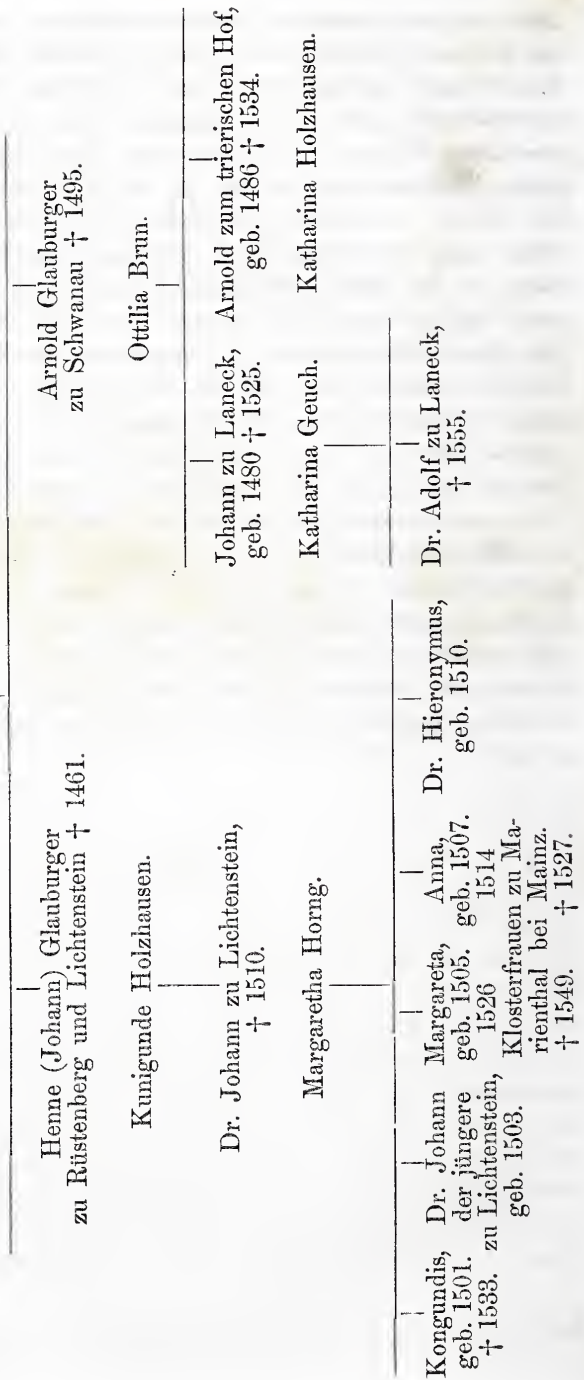 Henne (Johann) Glauburger
zu Rüstenberg und Lichtenstein † 1461.
Arnold Glauburger
zu Schwanau † 1495.
Kunigunde Holzhausen.
Ottilia Brun.
Dr. Johann zu Lichtenstein,
† 1510.
Johann zu Laneck,
geb. 1480 † 1525.
Arnold zum trierischen Hof,
geb. 1486 † 1534.
Margaretha Horng.
Katharina Geuch.
Katharina Holzhausen.
Kongundis,
geb. 1501.
† 1533.
Dr. Johann
der jüngere
zu Lichtenstein,
geb. 1503.
Margareta,
geb. 1505.
1526
Anna,
geb. 1507.
1514
Klosterfrauen zu Ma-
rienthal bei Mainz.
† 1549. † 1527.
Dr. Hieronymus,
geb. 1510.
Dr. Adolf zu Laneck,
† 1555.